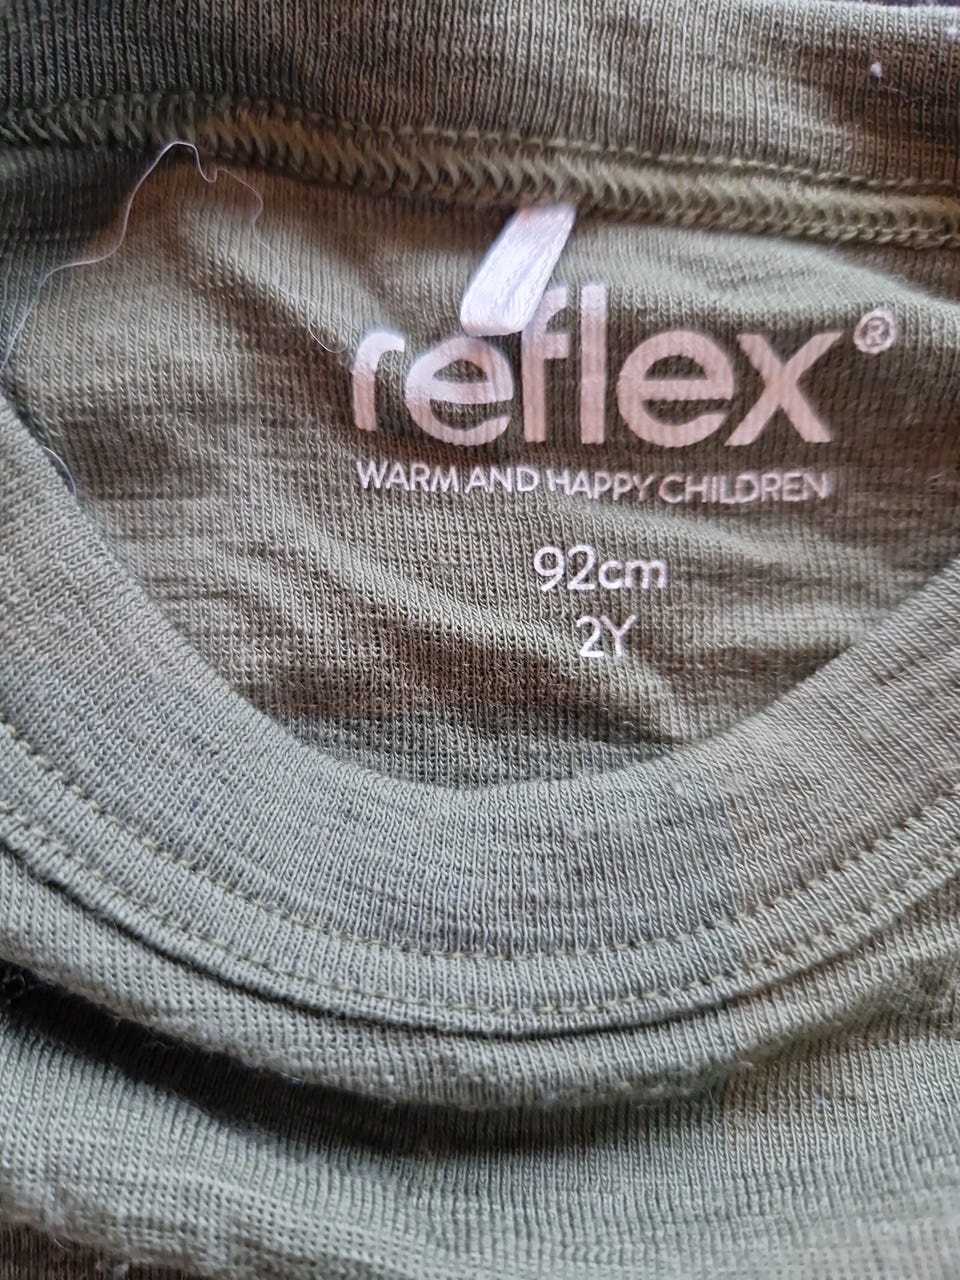 reflex®
WARM AND HAPPY CHILDREN
92cm
2Y